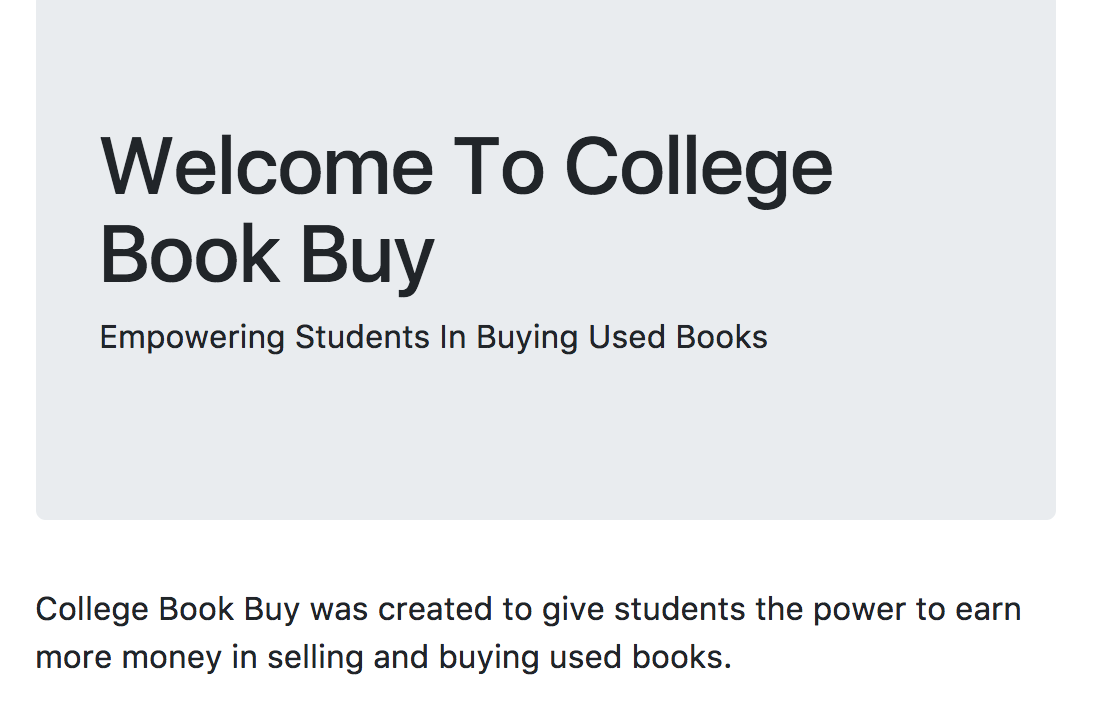 Welcome To College
Book Buy
Empowering Students In Buying Used Books
College Book Buy was created to give students the power to earn
more money in selling and buying used books.